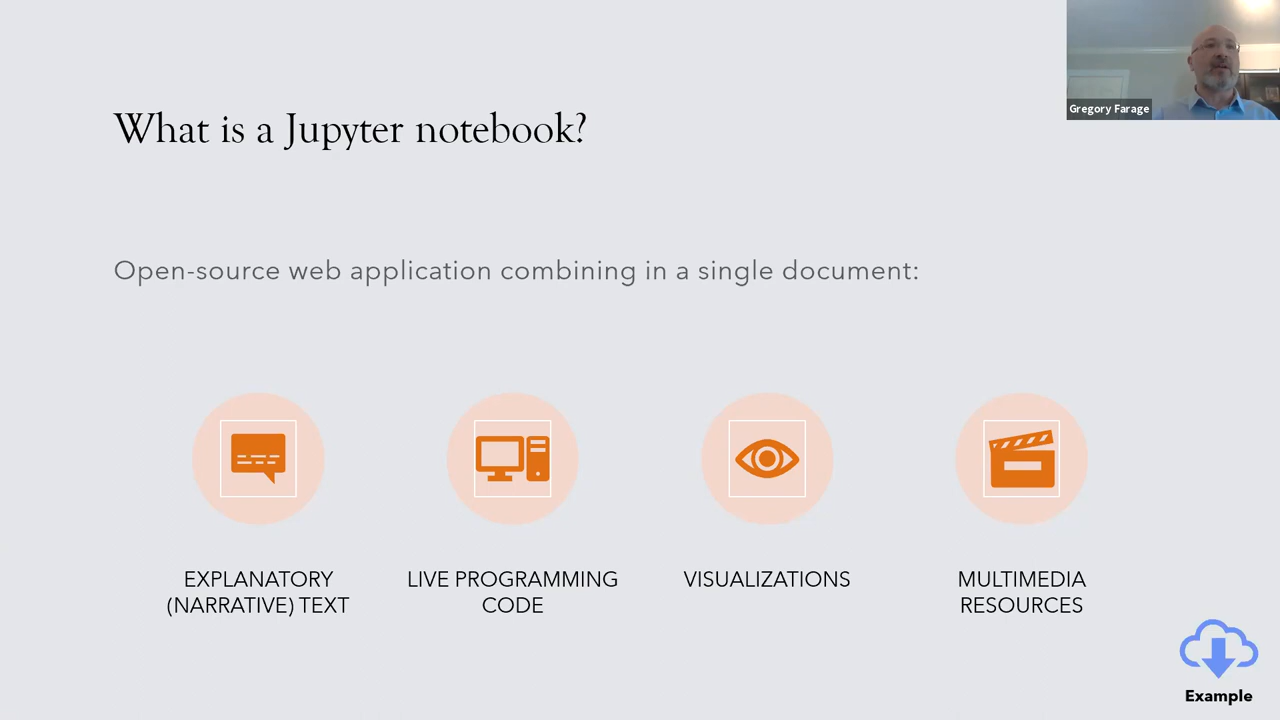 Gregory Farage
What is a Jupyter notebook?
Open-source web application combining in a single document:
EXPLANATORY
(NARRATIVE) TEXT
LIVE PROGRAMMING
CODE
VISUALIZATIONS
MULTIMEDIA
RESOURCES
Example